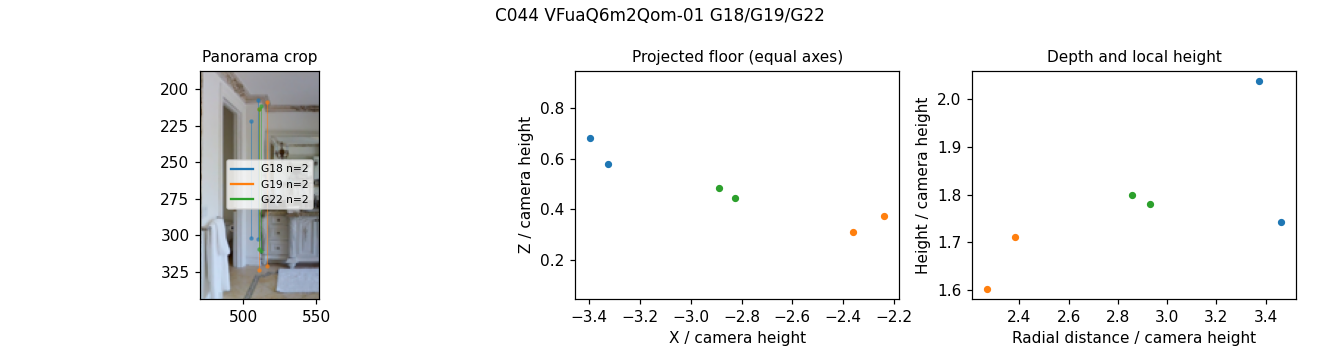 C044 VFuaQ6m2Qom-01 G18/G19/G22
Panorama crop
200
225
250
275
300
325
500
550
G18 n=2
G19 n=2
G22 n=2
Projected floor (equal axes)
Z / camera height
0.8
0.6
0.4
0.2
−3.4
−3.2
−3.0
−2.8
−2.6
−2.4
−2.2
X / camera height
Depth and local height
Height / camera height
2.0
1.9
1.8
1.7
1.6
2.4
2.6
2.8
3.0
3.2
3.4
Radial distance / camera height